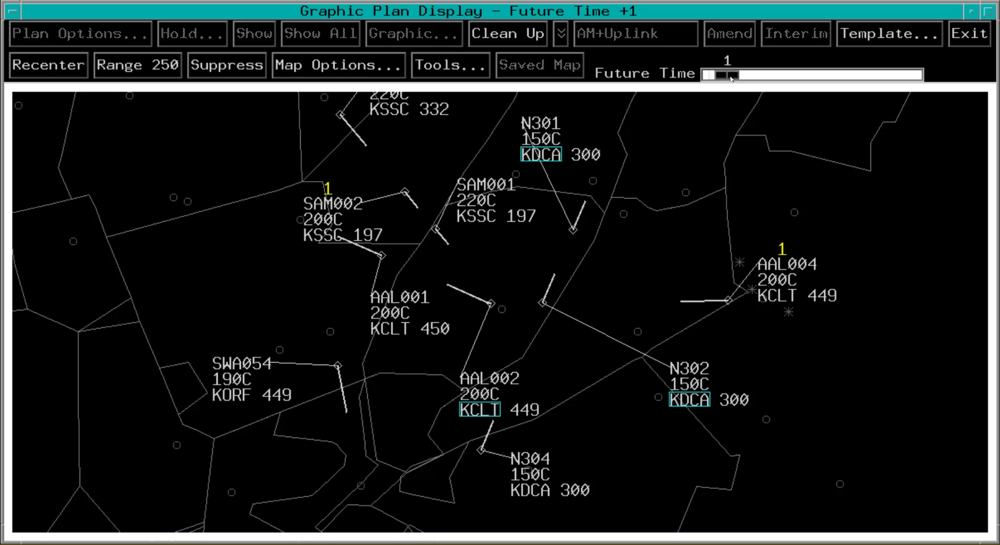 Graphic Plan Display - Future Time +1
Plan Options... Hold... Show Show All Graphic... Clean Up AM+Uplink Amend Interim Template... Exit
Recenter Range 250 Suppress Map Options... Tools... Saved Map Future Time 1
220C
KSSC 332
N301
150C
KDCA 300
SAM001
220C
KSSC 197
1
SAM002
200C
KSSC 197
1
AAL004
200C
KCLT 449
AAL001
200C
KCLT 450
SWA054
190C
KORF 449
AAL002
200C
KCLT 449
N302
150C
KDCA 300
N304
150C
KDCA 300